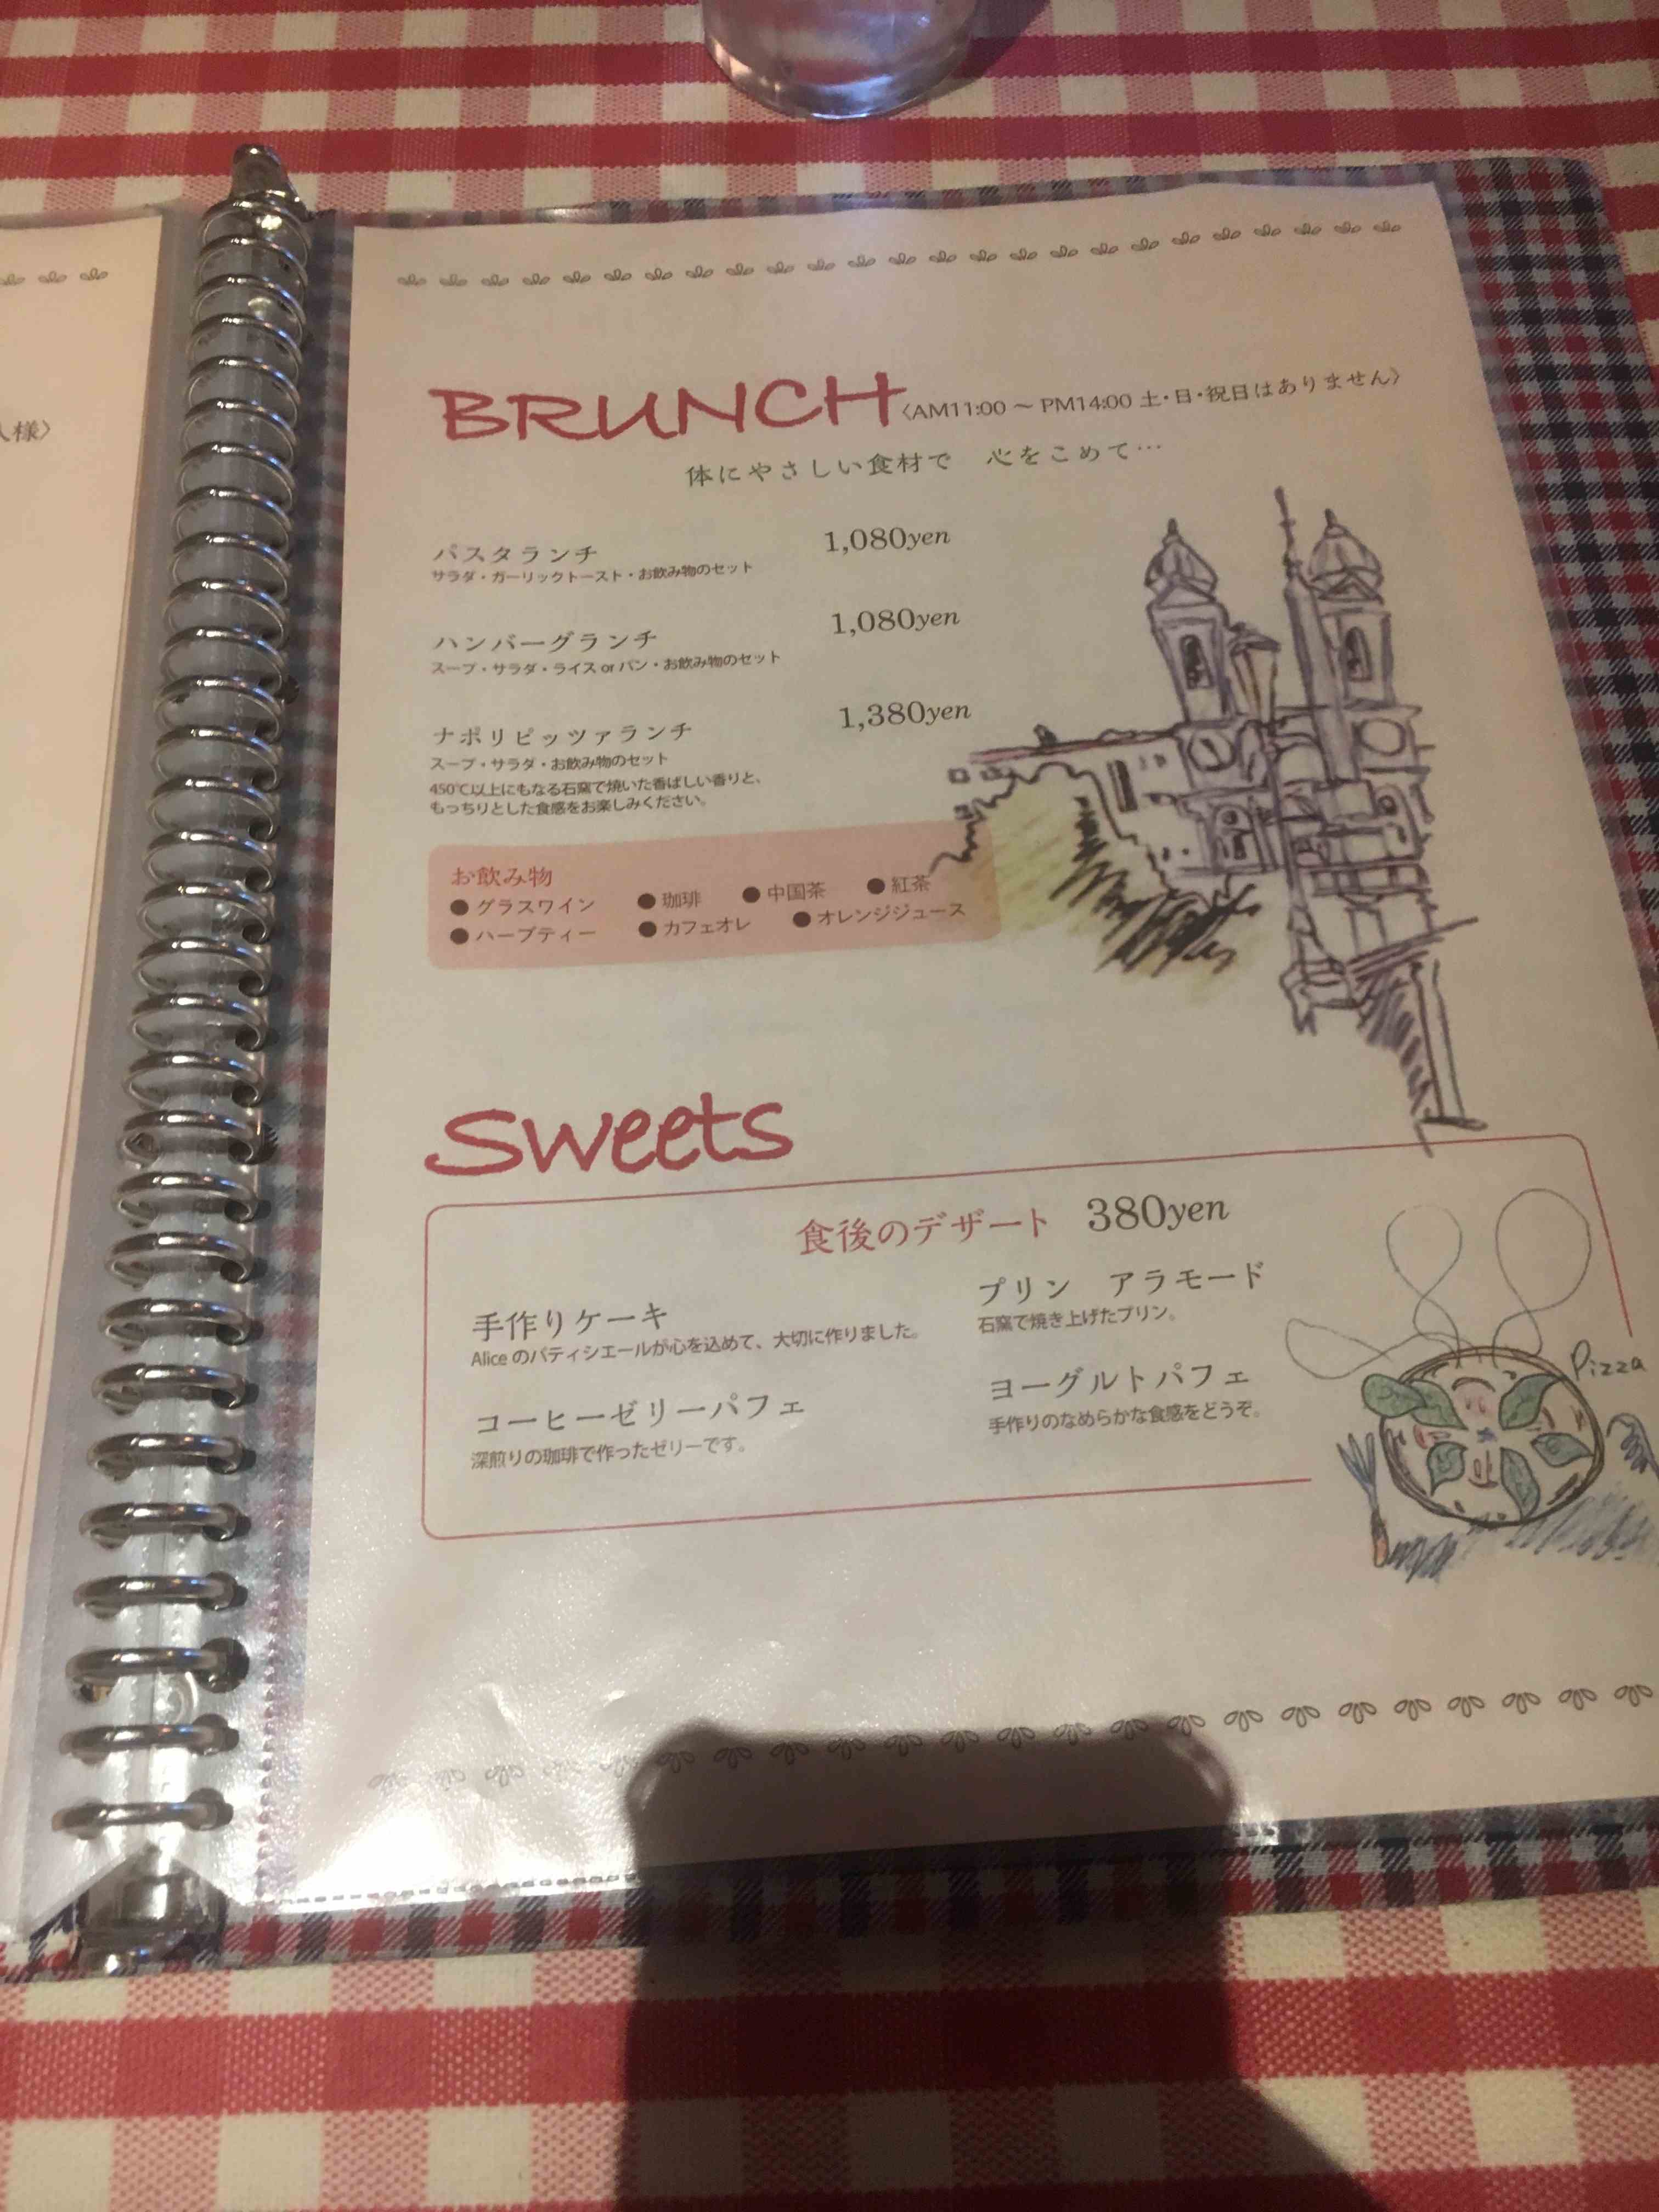 人様〉
BRUNCH〈AM11:00 ～ PM14:00 土・日・祝日はありません〉
体にやさしい食材で　心をこめて…
パスタランチ 1,080yen
サラダ・ガーリックトースト・お飲み物のセット
ハンバーグランチ 1,080yen
スープ・サラダ・ライス or パン・お飲み物のセット
ナポリピッツァランチ 1,380yen
スープ・サラダ・お飲み物のセット
450℃以上にもなる石窯で焼いた香ばしい香りと、
もっちりとした食感をお楽しみください。
お飲み物
●グラスワイン ●珈琲 ●中国茶 ●紅茶
●ハーブティー ●カフェオレ ●オレンジジュース
Sweets
食後のデザート 380yen
手作りケーキ
Aliceのパティシエールが心を込めて、大切に作りました。
コーヒーゼリーパフェ
深煎りの珈琲で作ったゼリーです。
プリン　アラモード
石窯で焼き上げたプリン。
ヨーグルトパフェ
手作りのなめらかな食感をどうぞ。
Pizza